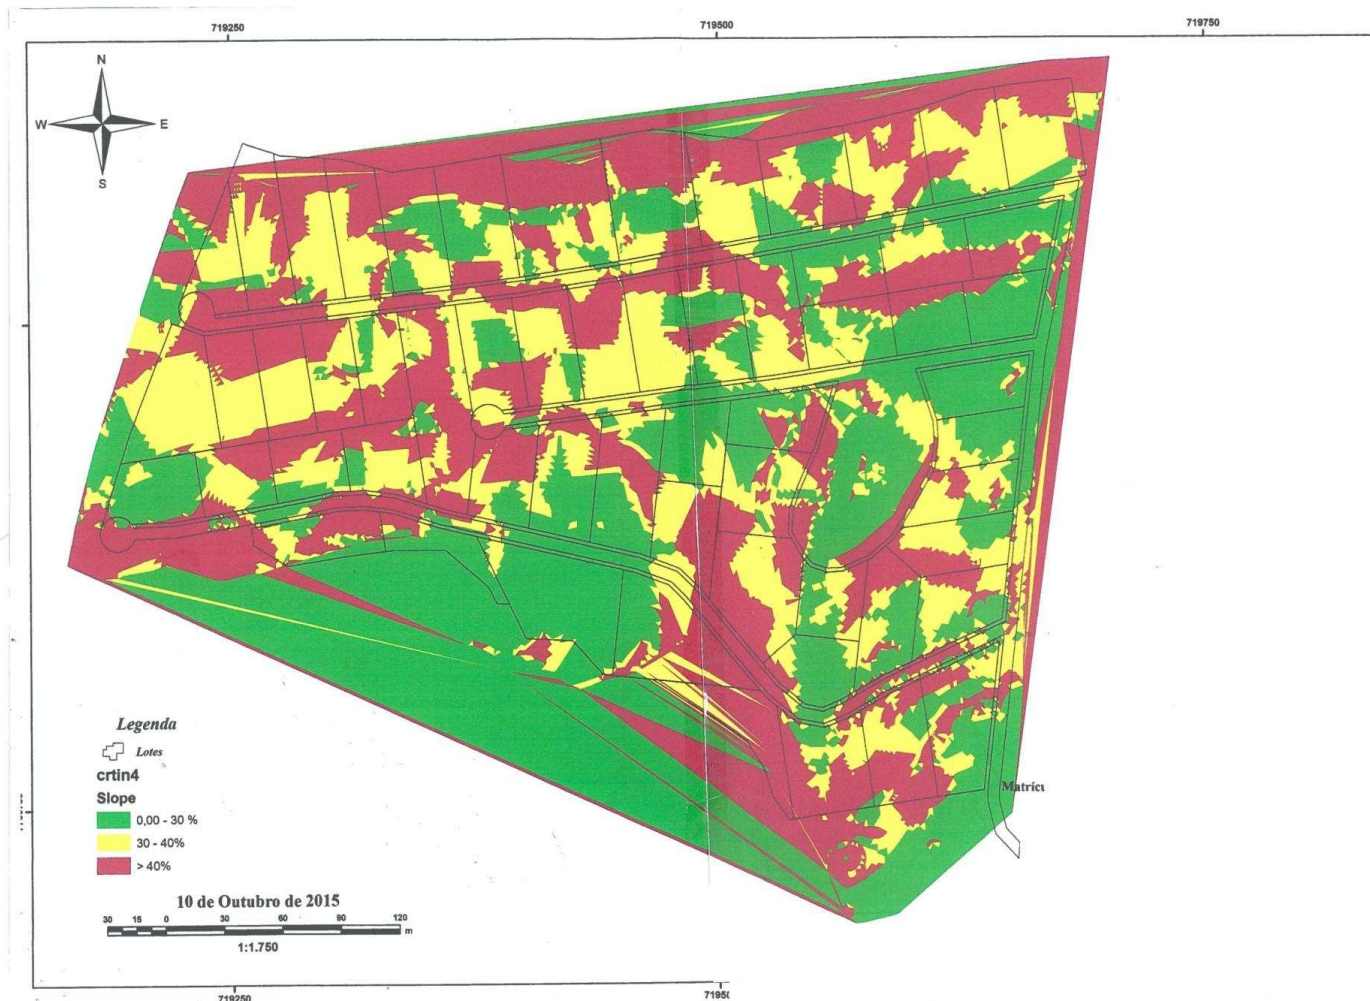 719250
719500
719750
N
W
E
S
Legenda
Lotes
crtin4
Slope
0,00 - 30 %
30 - 40%
> 40%
Matrícu
10 de Outubro de 2015
30 15 0 30 60 90 120
m
1:1.750
719250